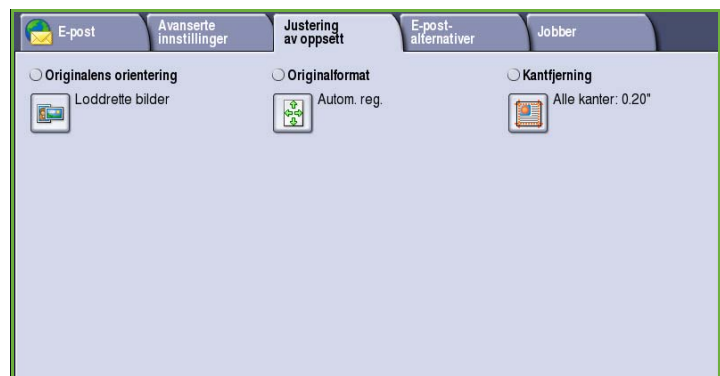 E-post
Avanserte
innstillinger
Justering
av oppsett
E-post-
alternativer
Jobber
Originalens orientering
Loddrette bilder
Originalformat
Autom. reg.
Kantfjerning
Alle kanter: 0.20"